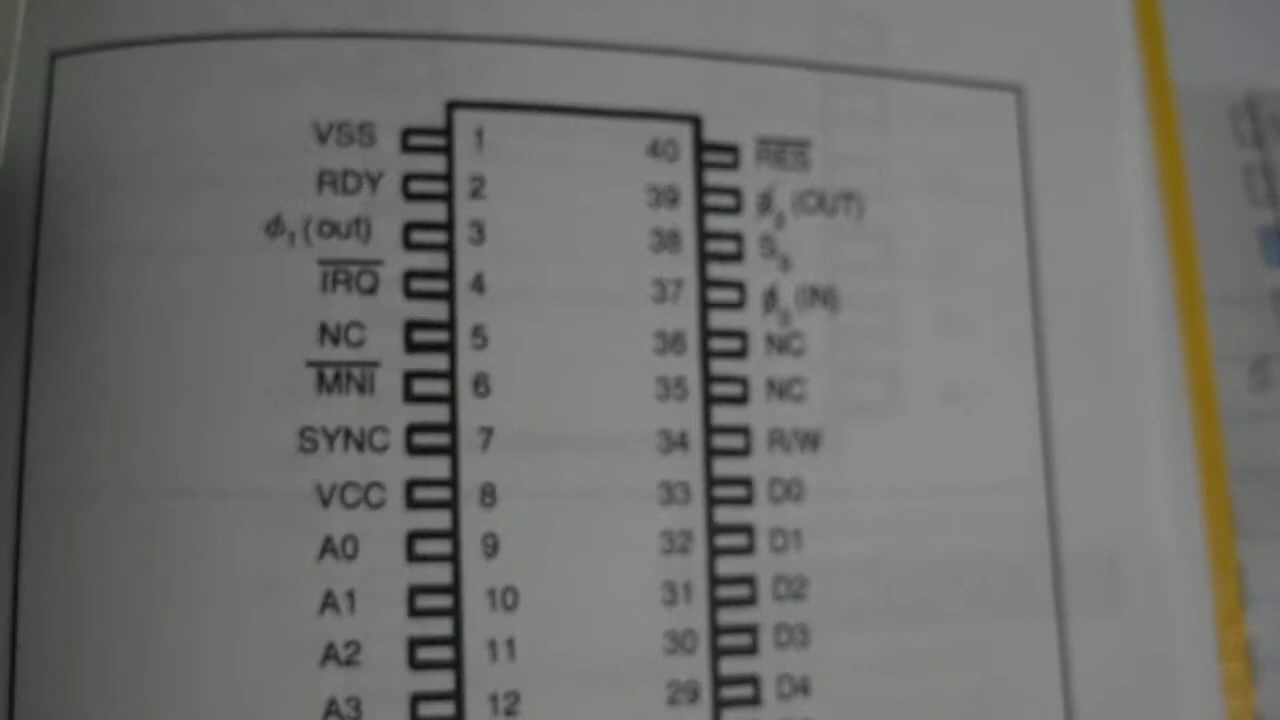 VSS 1 40 RES
RDY 2 39 ϕ₂ (OUT)
ϕ₁ (out) 3 38 S₀
IRQ 4 37 ϕ₀ (IN)
NC 5 36 NC
MNI 6 35 NC
SYNC 7 34 R/W
VCC 8 33 D0
A0 9 32 D1
A1 10 31 D2
A2 11 30 D3
A3 12 29 D4